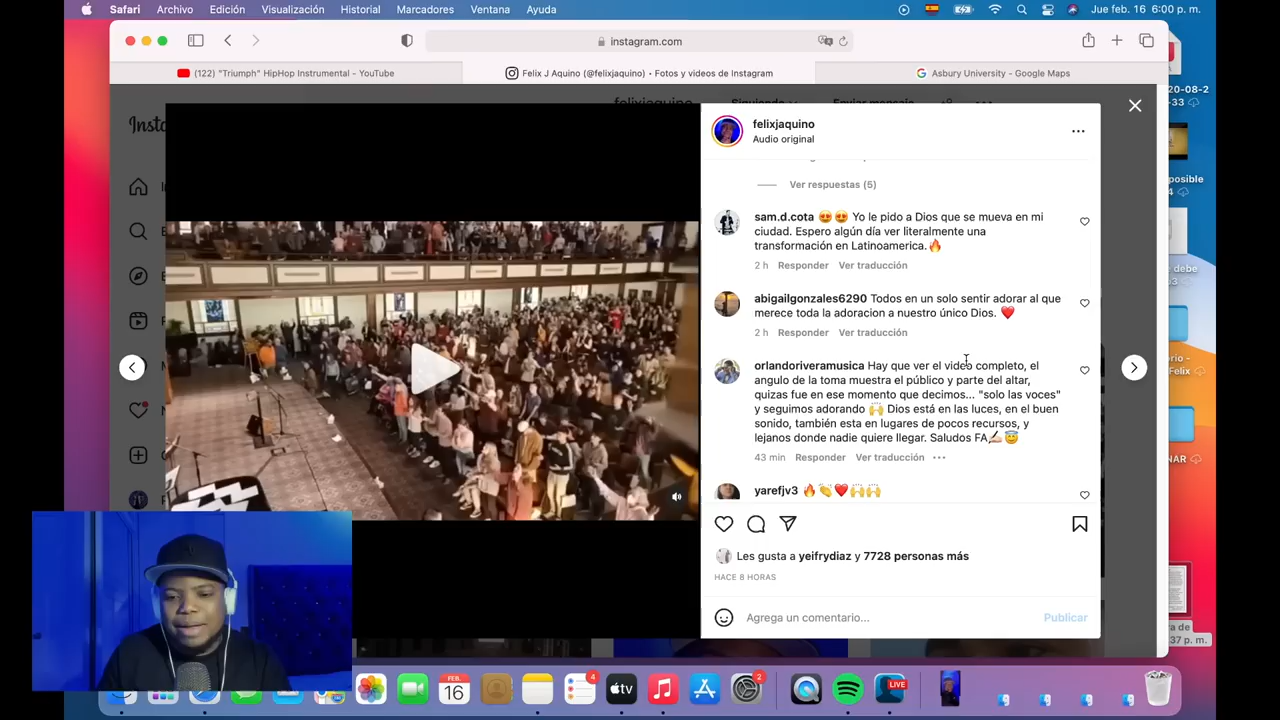 Safari Archivo Edición Visualización Historial Marcadores Ventana Ayuda
Jue feb. 16 6:00 p. m.
instagram.com
(122) "Triumph" HipHop Instrumental - YouTube
Felix J Aquino (@felixjaquino) • Fotos y videos de Instagram
Asbury University - Google Maps
felixjaquino
Audio original
Ver respuestas (5)
sam.d.cota 😍😍 Yo le pido a Dios que se mueva en mi
ciudad. Espero algún día ver literalmente una
transformación en Latinoamerica.🔥
2 h Responder Ver traducción
abigailgonzales6290 Todos en un solo sentir adorar al que
merece toda la adoracion a nuestro único Dios. ❤️
2 h Responder Ver traducción
orlandoriveramusica Hay que ver el video completo, el
angulo de la toma muestra el público y parte del altar,
quizas fue en ese momento que decimos... "solo las voces"
y seguimos adorando 🙌 Dios está en las luces, en el buen
sonido, también esta en lugares de pocos recursos, y
lejanos donde nadie quiere llegar. Saludos FA✍🏻😇
43 min Responder Ver traducción
yarefjv3 🔥👏❤️🙌🙌
Les gusta a yeifrydiaz y 7728 personas más
HACE 8 HORAS
Agrega un comentario... Publicar
FEB.
16
4
tv
2
LIVE